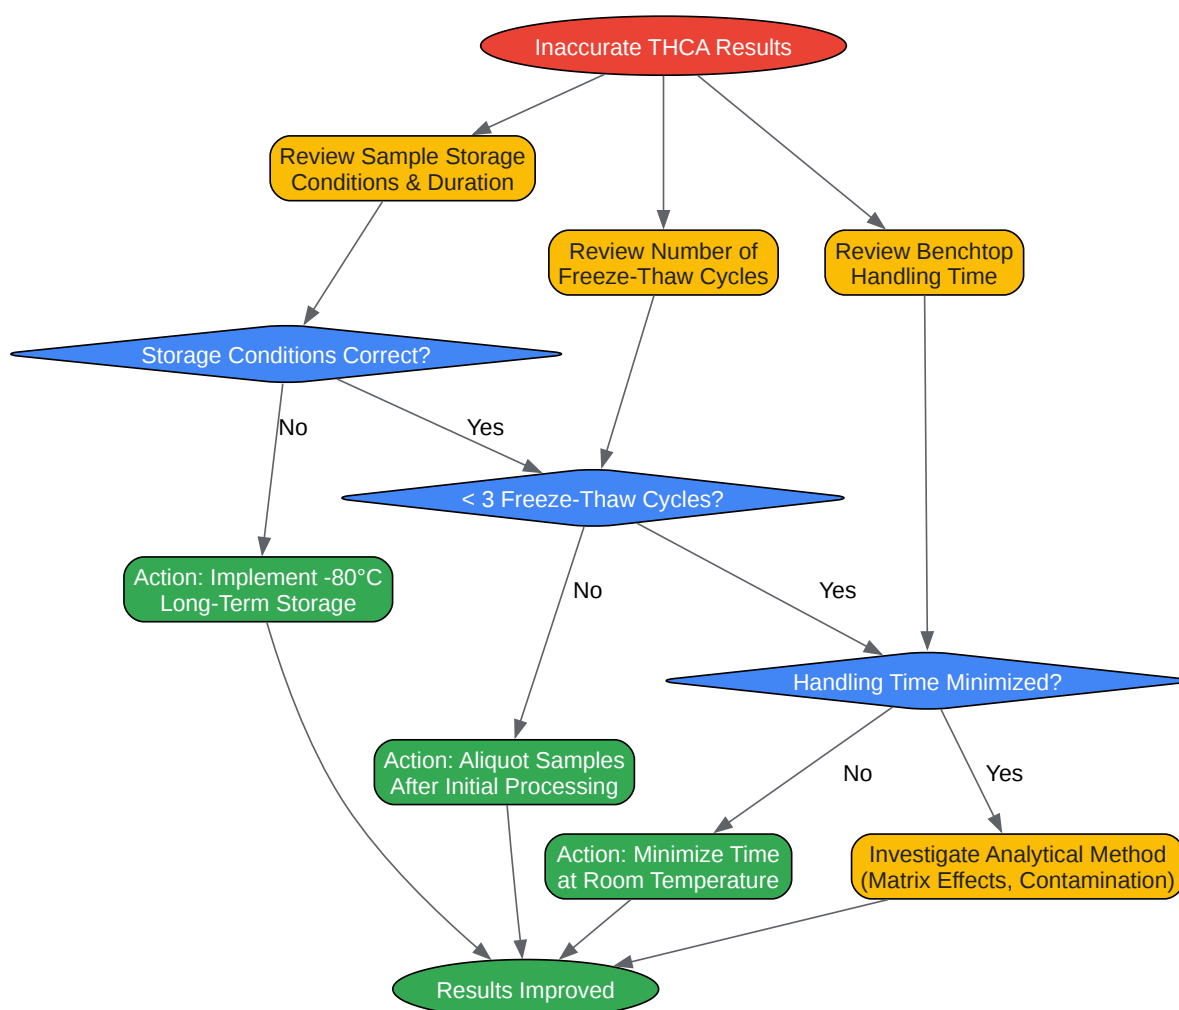 Inaccurate THCA Results
Review Sample Storage
Conditions & Duration
Review Number of
Freeze-Thaw Cycles
Review Benchtop
Handling Time
Storage Conditions Correct?
No
Yes
< 3 Freeze-Thaw Cycles?
Action: Implement -80°C
Long-Term Storage
No
Yes
Handling Time Minimized?
Action: Aliquot Samples
After Initial Processing
No
Yes
Action: Minimize Time
at Room Temperature
Investigate Analytical Method
(Matrix Effects, Contamination)
Results Improved